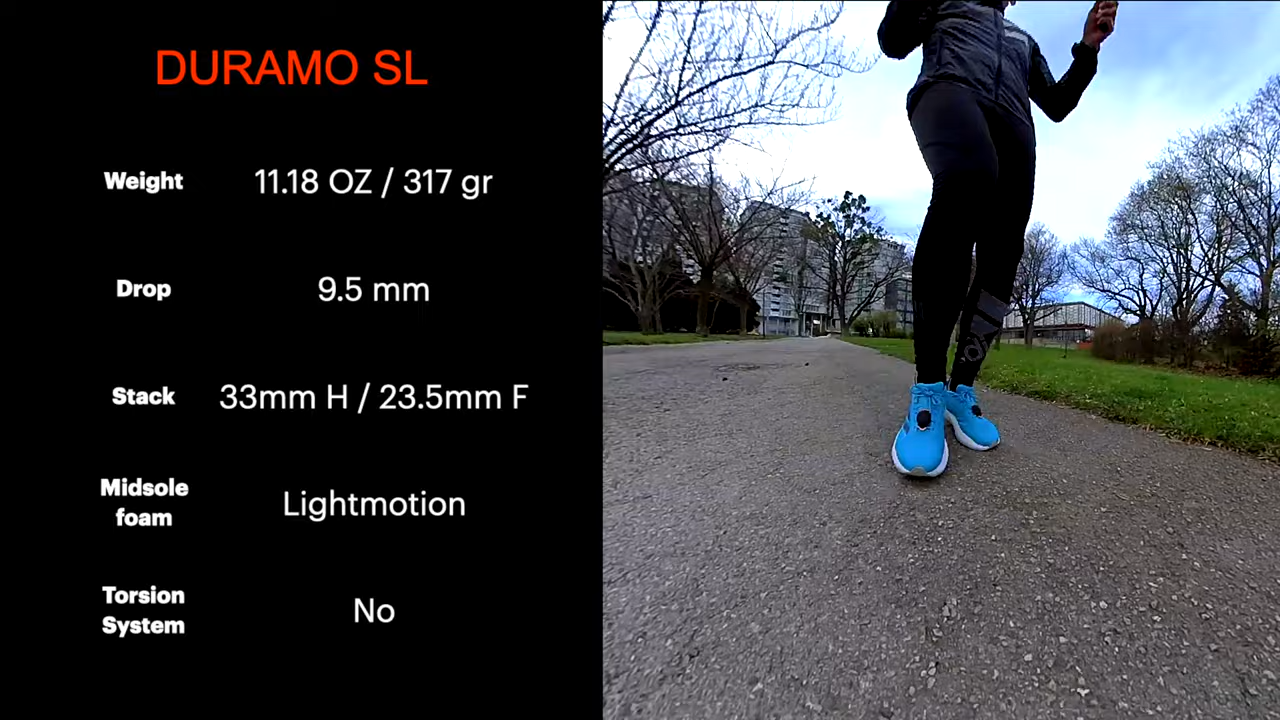 DURAMO SL
Weight 11.18 OZ / 317 gr
Drop 9.5 mm
Stack 33mm H / 23.5mm F
Midsole
foam
Lightmotion
Torsion
System
No